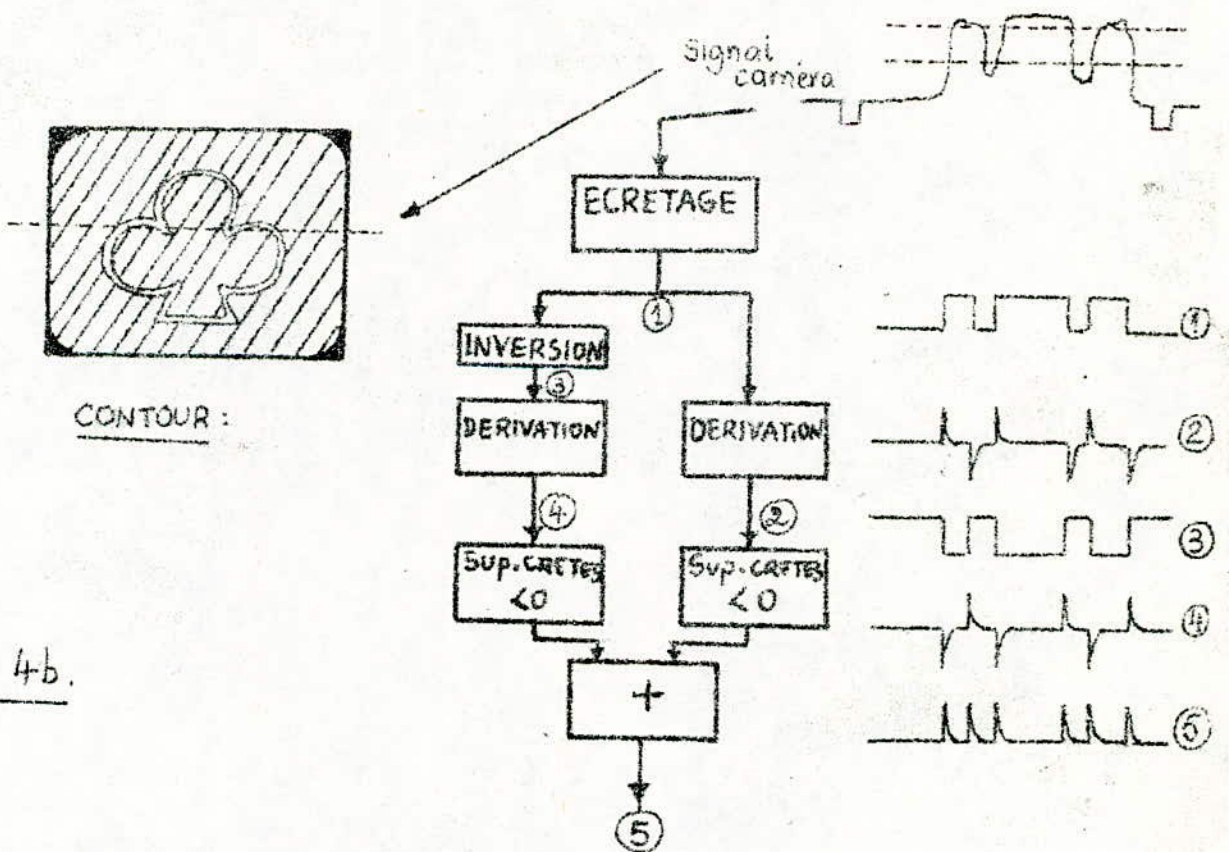 Signal
caméra
ECRETAGE
①
INVERSION
③
DERIVATION
DERIVATION
④
②
Sup. CRETES
<0
Sup. CRETES
<0
+
⑤
CONTOUR :
4b.
①
②
③
④
⑤